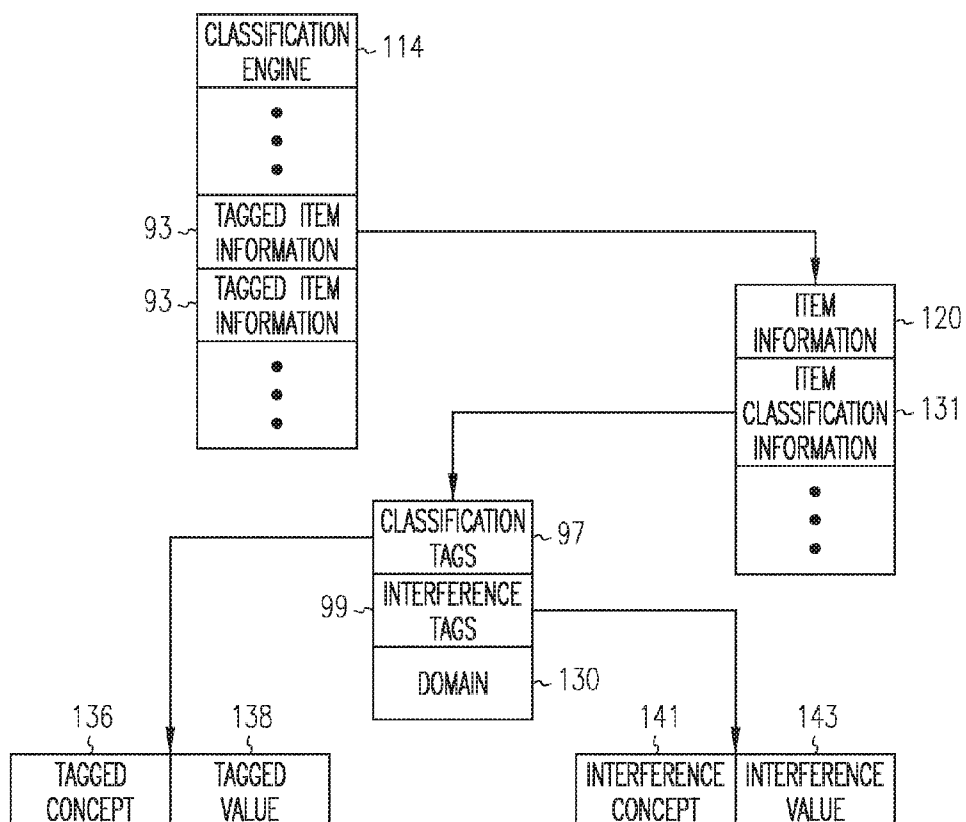 CLASSIFICATION
ENGINE
114
93
TAGGED ITEM
INFORMATION
93
TAGGED ITEM
INFORMATION
ITEM
INFORMATION
120
ITEM
CLASSIFICATION
INFORMATION
131
CLASSIFICATION
TAGS
97
99
INTERFERENCE
TAGS
DOMAIN
130
136
138
TAGGED
CONCEPT
TAGGED
VALUE
141
143
INTERFERENCE
CONCEPT
INTERFERENCE
VALUE